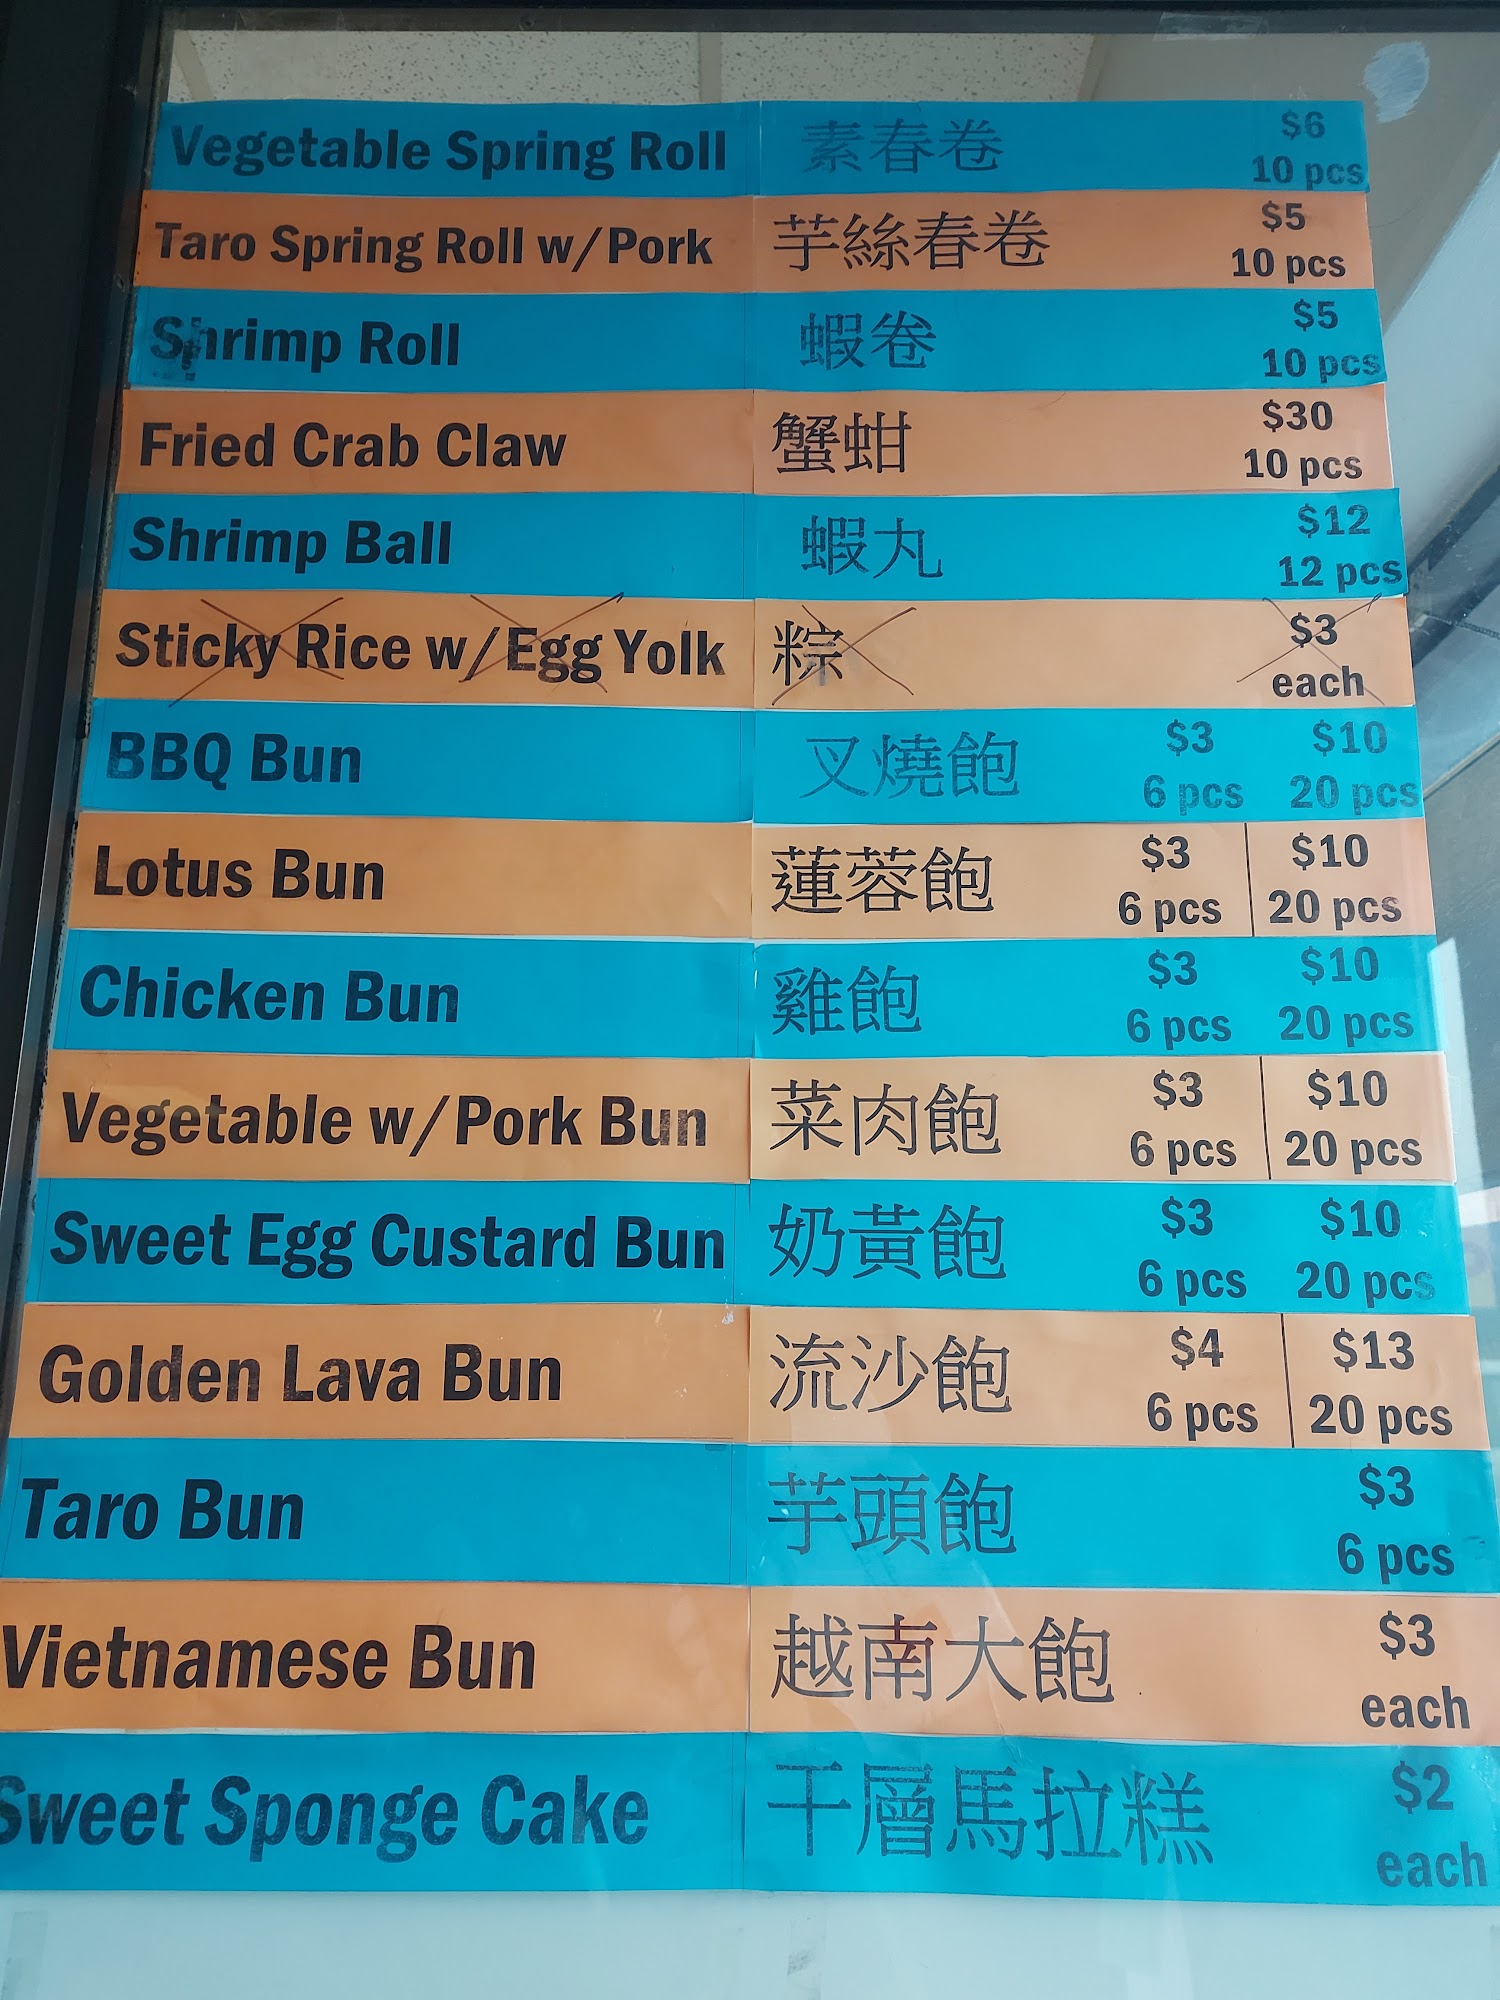 Vegetable Spring Roll 素春卷 $6
10 pcs
Taro Spring Roll w/Pork 芋絲春卷 $5
10 pcs
Shrimp Roll 蝦卷 $5
10 pcs
Fried Crab Claw 蟹蚶 $30
10 pcs
Shrimp Ball 蝦丸 $12
12 pcs
Sticky Rice w/Egg Yolk 粽 $3
each
BBQ Bun 叉燒飽 $3 $10
6 pcs 20 pcs
Lotus Bun 蓮蓉飽 $3 $10
6 pcs 20 pcs
Chicken Bun 雞飽 $3 $10
6 pcs 20 pcs
Vegetable w/Pork Bun 菜肉飽 $3 $10
6 pcs 20 pcs
Sweet Egg Custard Bun 奶黃飽 $3 $10
6 pcs 20 pcs
Golden Lava Bun 流沙飽 $4 $13
6 pcs 20 pcs
Taro Bun 芋頭飽 $3
6 pcs
Vietnamese Bun 越南大飽 $3
each
Sweet Sponge Cake 千層馬拉糕 $2
each